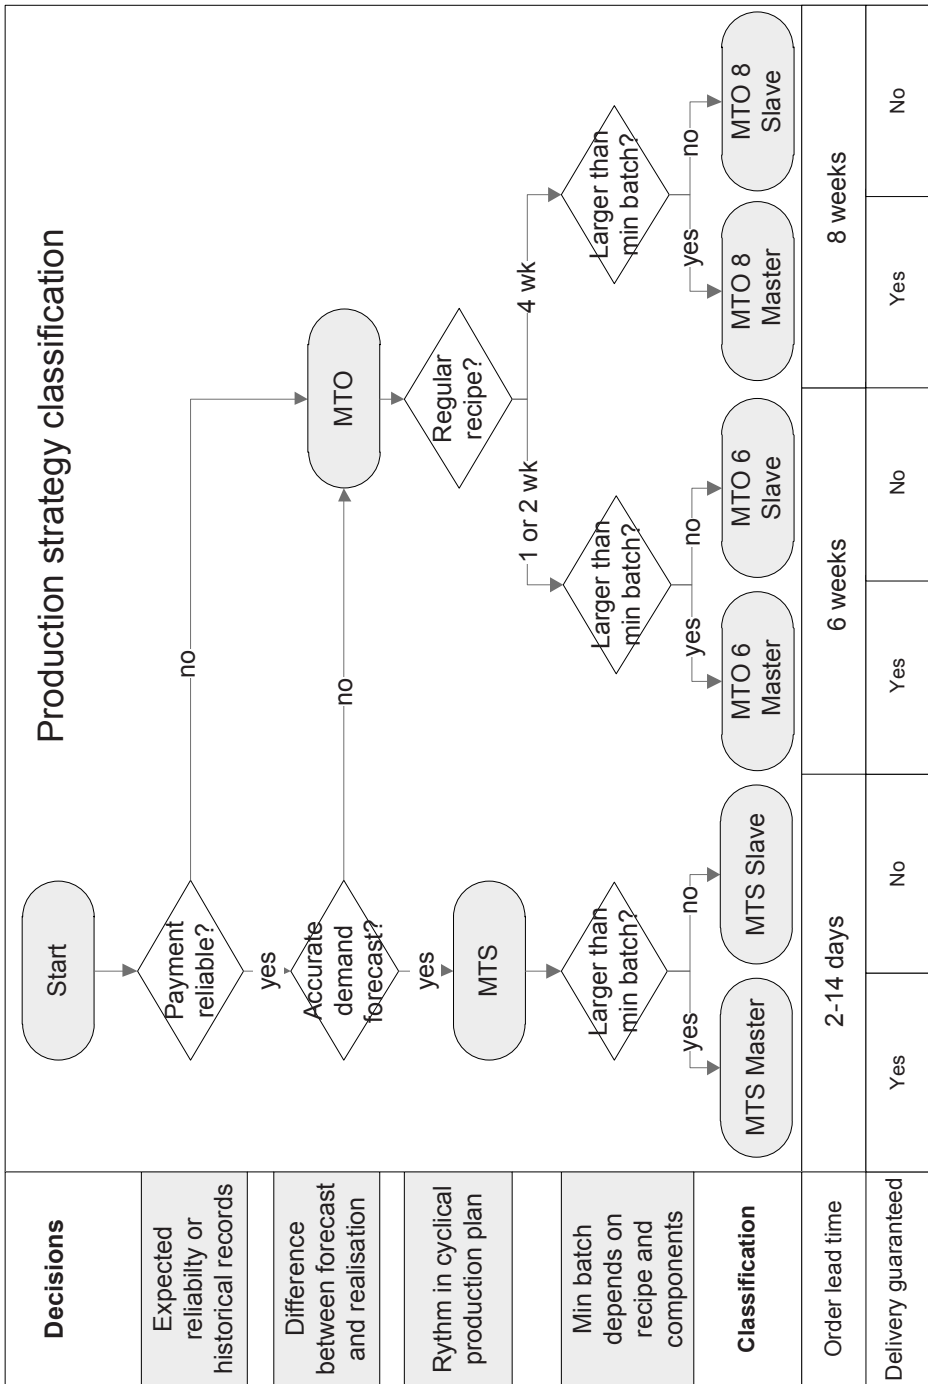 Production strategy classification
Decisions
Start
Expected
reliabilty or
historical records
Payment
reliable?
no
yes
Difference
between forecast
and realisation
Accurate
demand
forecast?
no
MTO
yes
Rythm in cyclical
production plan
MTS
Regular
recipe?
1 or 2 wk
4 wk
Min batch
depends on
recipe and
components
Larger than
min batch?
Larger than
min batch?
Larger than
min batch?
yes
no
yes
no
yes
no
Classification
MTS Master
MTS Slave
MTO 6
Master
MTO 6
Slave
MTO 8
Master
MTO 8
Slave
Order lead time
2-14 days
6 weeks
8 weeks
Delivery guaranteed
Yes
No
Yes
No
Yes
No